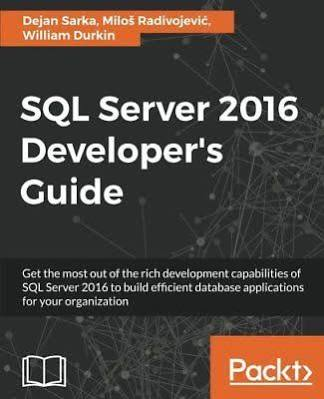 Dejan Sarka, Miloš Radivojević,
William Durkin
SQL Server 2016
Developer's
Guide
Get the most out of the rich development capabilities of
SQL Server 2016 to build efficient database applications
for your organization
Packt>